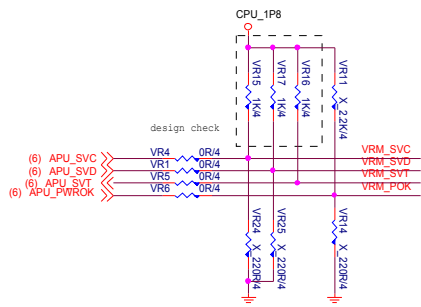 CPU_1P8
VR15
1K/4
VR17
1K/4
VR16
1K/4
VR11
X_2.2K/4
design check
(6) APU_SVC
VR4
0R/4
VRM_SVC
(6) APU_SVD
VR1
0R/4
VRM_SVD
(6) APU_SVT
VR5
0R/4
VRM_SVT
(6) APU_PWROK
VR6
0R/4
VRM_POK
VR24
X_220R/4
VR25
X_220R/4
VR14
X_220R/4